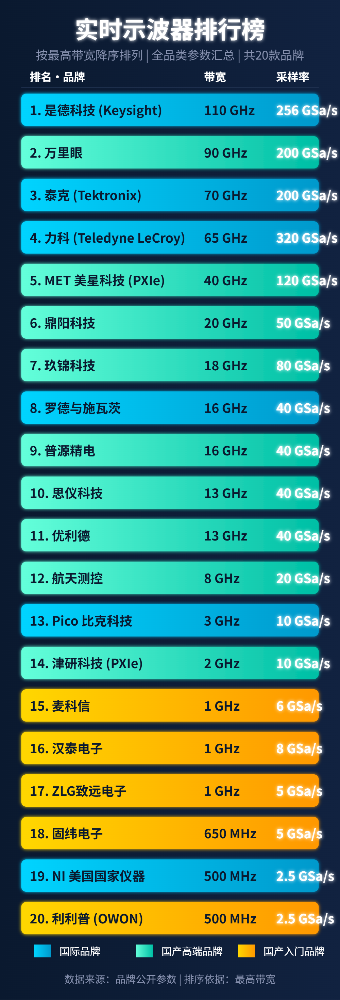 实时示波器排行榜
按最高带宽降序排列 | 全品类参数汇总 | 共20款品牌
排名・品牌 带宽 采样率
1. 是德科技 (Keysight) 110 GHz 256 GSa/s
2. 万里眼 90 GHz 200 GSa/s
3. 泰克 (Tektronix) 70 GHz 200 GSa/s
4. 力科 (Teledyne LeCroy) 65 GHz 320 GSa/s
5. MET 美星科技 (PXIe) 40 GHz 120 GSa/s
6. 鼎阳科技 20 GHz 50 GSa/s
7. 玖锦科技 18 GHz 80 GSa/s
8. 罗德与施瓦茨 16 GHz 40 GSa/s
9. 普源精电 16 GHz 40 GSa/s
10. 思仪科技 13 GHz 40 GSa/s
11. 优利德 13 GHz 40 GSa/s
12. 航天测控 8 GHz 20 GSa/s
13. Pico 比克科技 3 GHz 10 GSa/s
14. 津研科技 (PXIe) 2 GHz 10 GSa/s
15. 麦科信 1 GHz 6 GSa/s
16. 汉泰电子 1 GHz 8 GSa/s
17. ZLG致远电子 1 GHz 5 GSa/s
18. 固纬电子 650 MHz 5 GSa/s
19. NI 美国国家仪器 500 MHz 2.5 GSa/s
20. 利利普 (OWON) 500 MHz 2.5 GSa/s
国际品牌 国产高端品牌 国产入门品牌
数据来源：品牌公开参数 | 排序依据：最高带宽